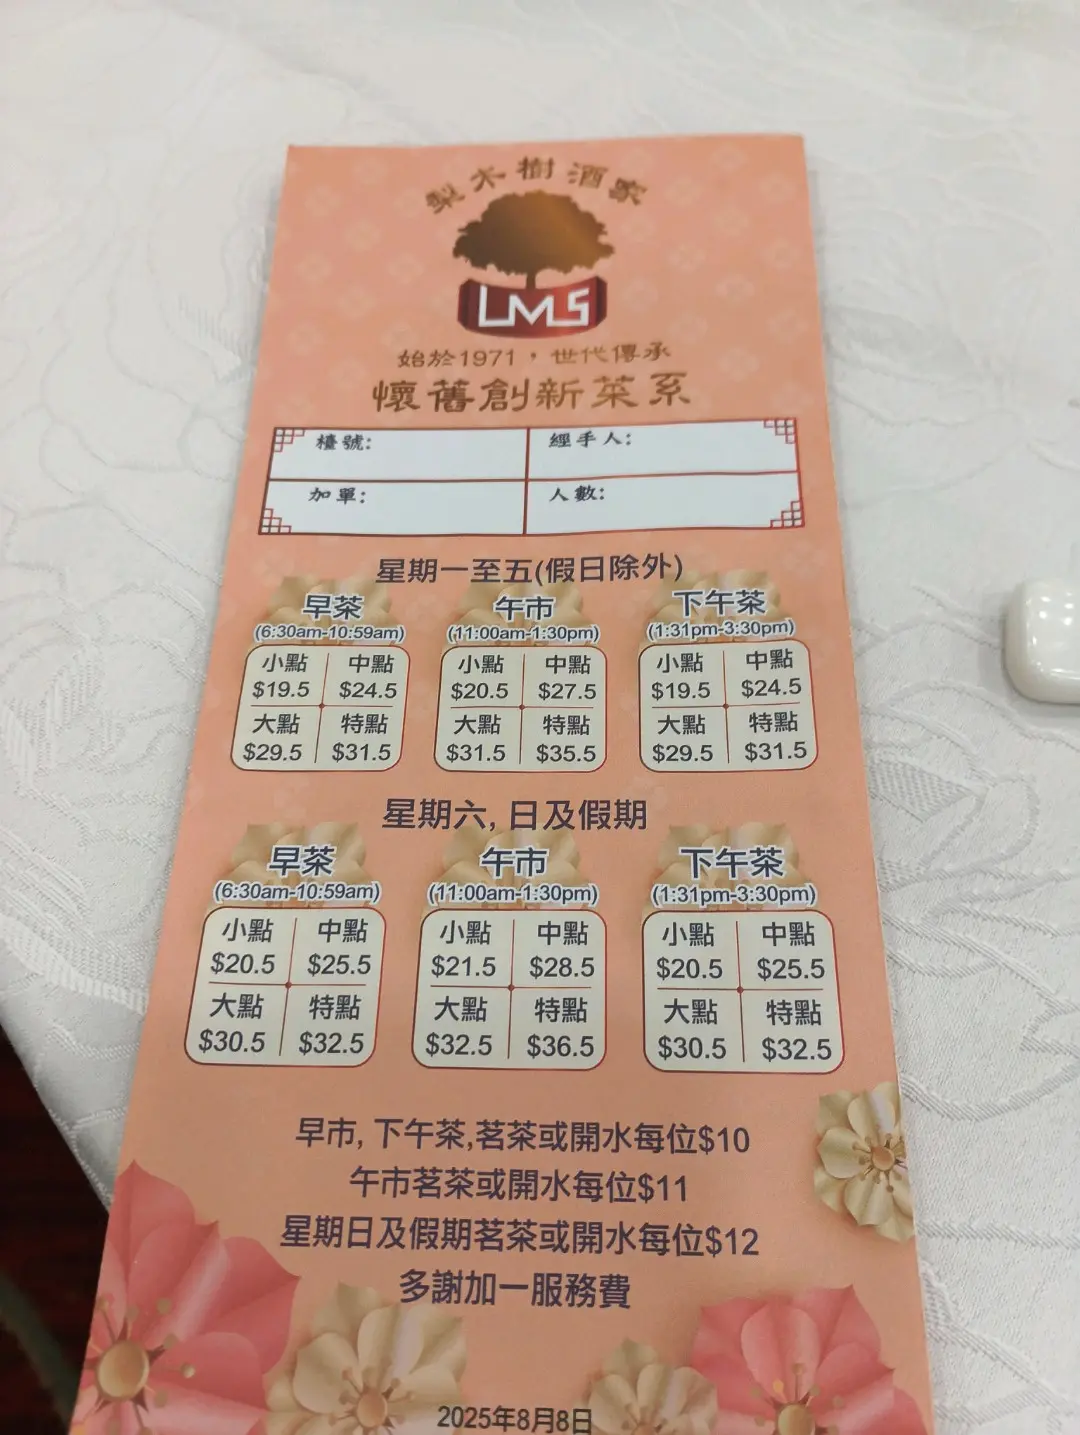 梨木樹酒家
LMS
始於1971，世代傳承
懷舊創新菜系
檯號:
經手人:
加單:
人數:
星期一至五(假日除外)
早茶 午市 下午茶
(6:30am-10:59am) (11:00am-1:30pm) (1:31pm-3:30pm)
小點 中點 小點 中點 小點 中點
$19.5 $24.5 $20.5 $27.5 $19.5 $24.5
大點 特點 大點 特點 大點 特點
$29.5 $31.5 $31.5 $35.5 $29.5 $31.5
星期六, 日及假期
早茶 午市 下午茶
(6:30am-10:59am) (11:00am-1:30pm) (1:31pm-3:30pm)
小點 中點 小點 中點 小點 中點
$20.5 $25.5 $21.5 $28.5 $20.5 $25.5
大點 特點 大點 特點 大點 特點
$30.5 $32.5 $32.5 $36.5 $30.5 $32.5
早市, 下午茶,茗茶或開水每位$10
午市茗茶或開水每位$11
星期日及假期茗茶或開水每位$12
多謝加一服務費
2025年8月8日